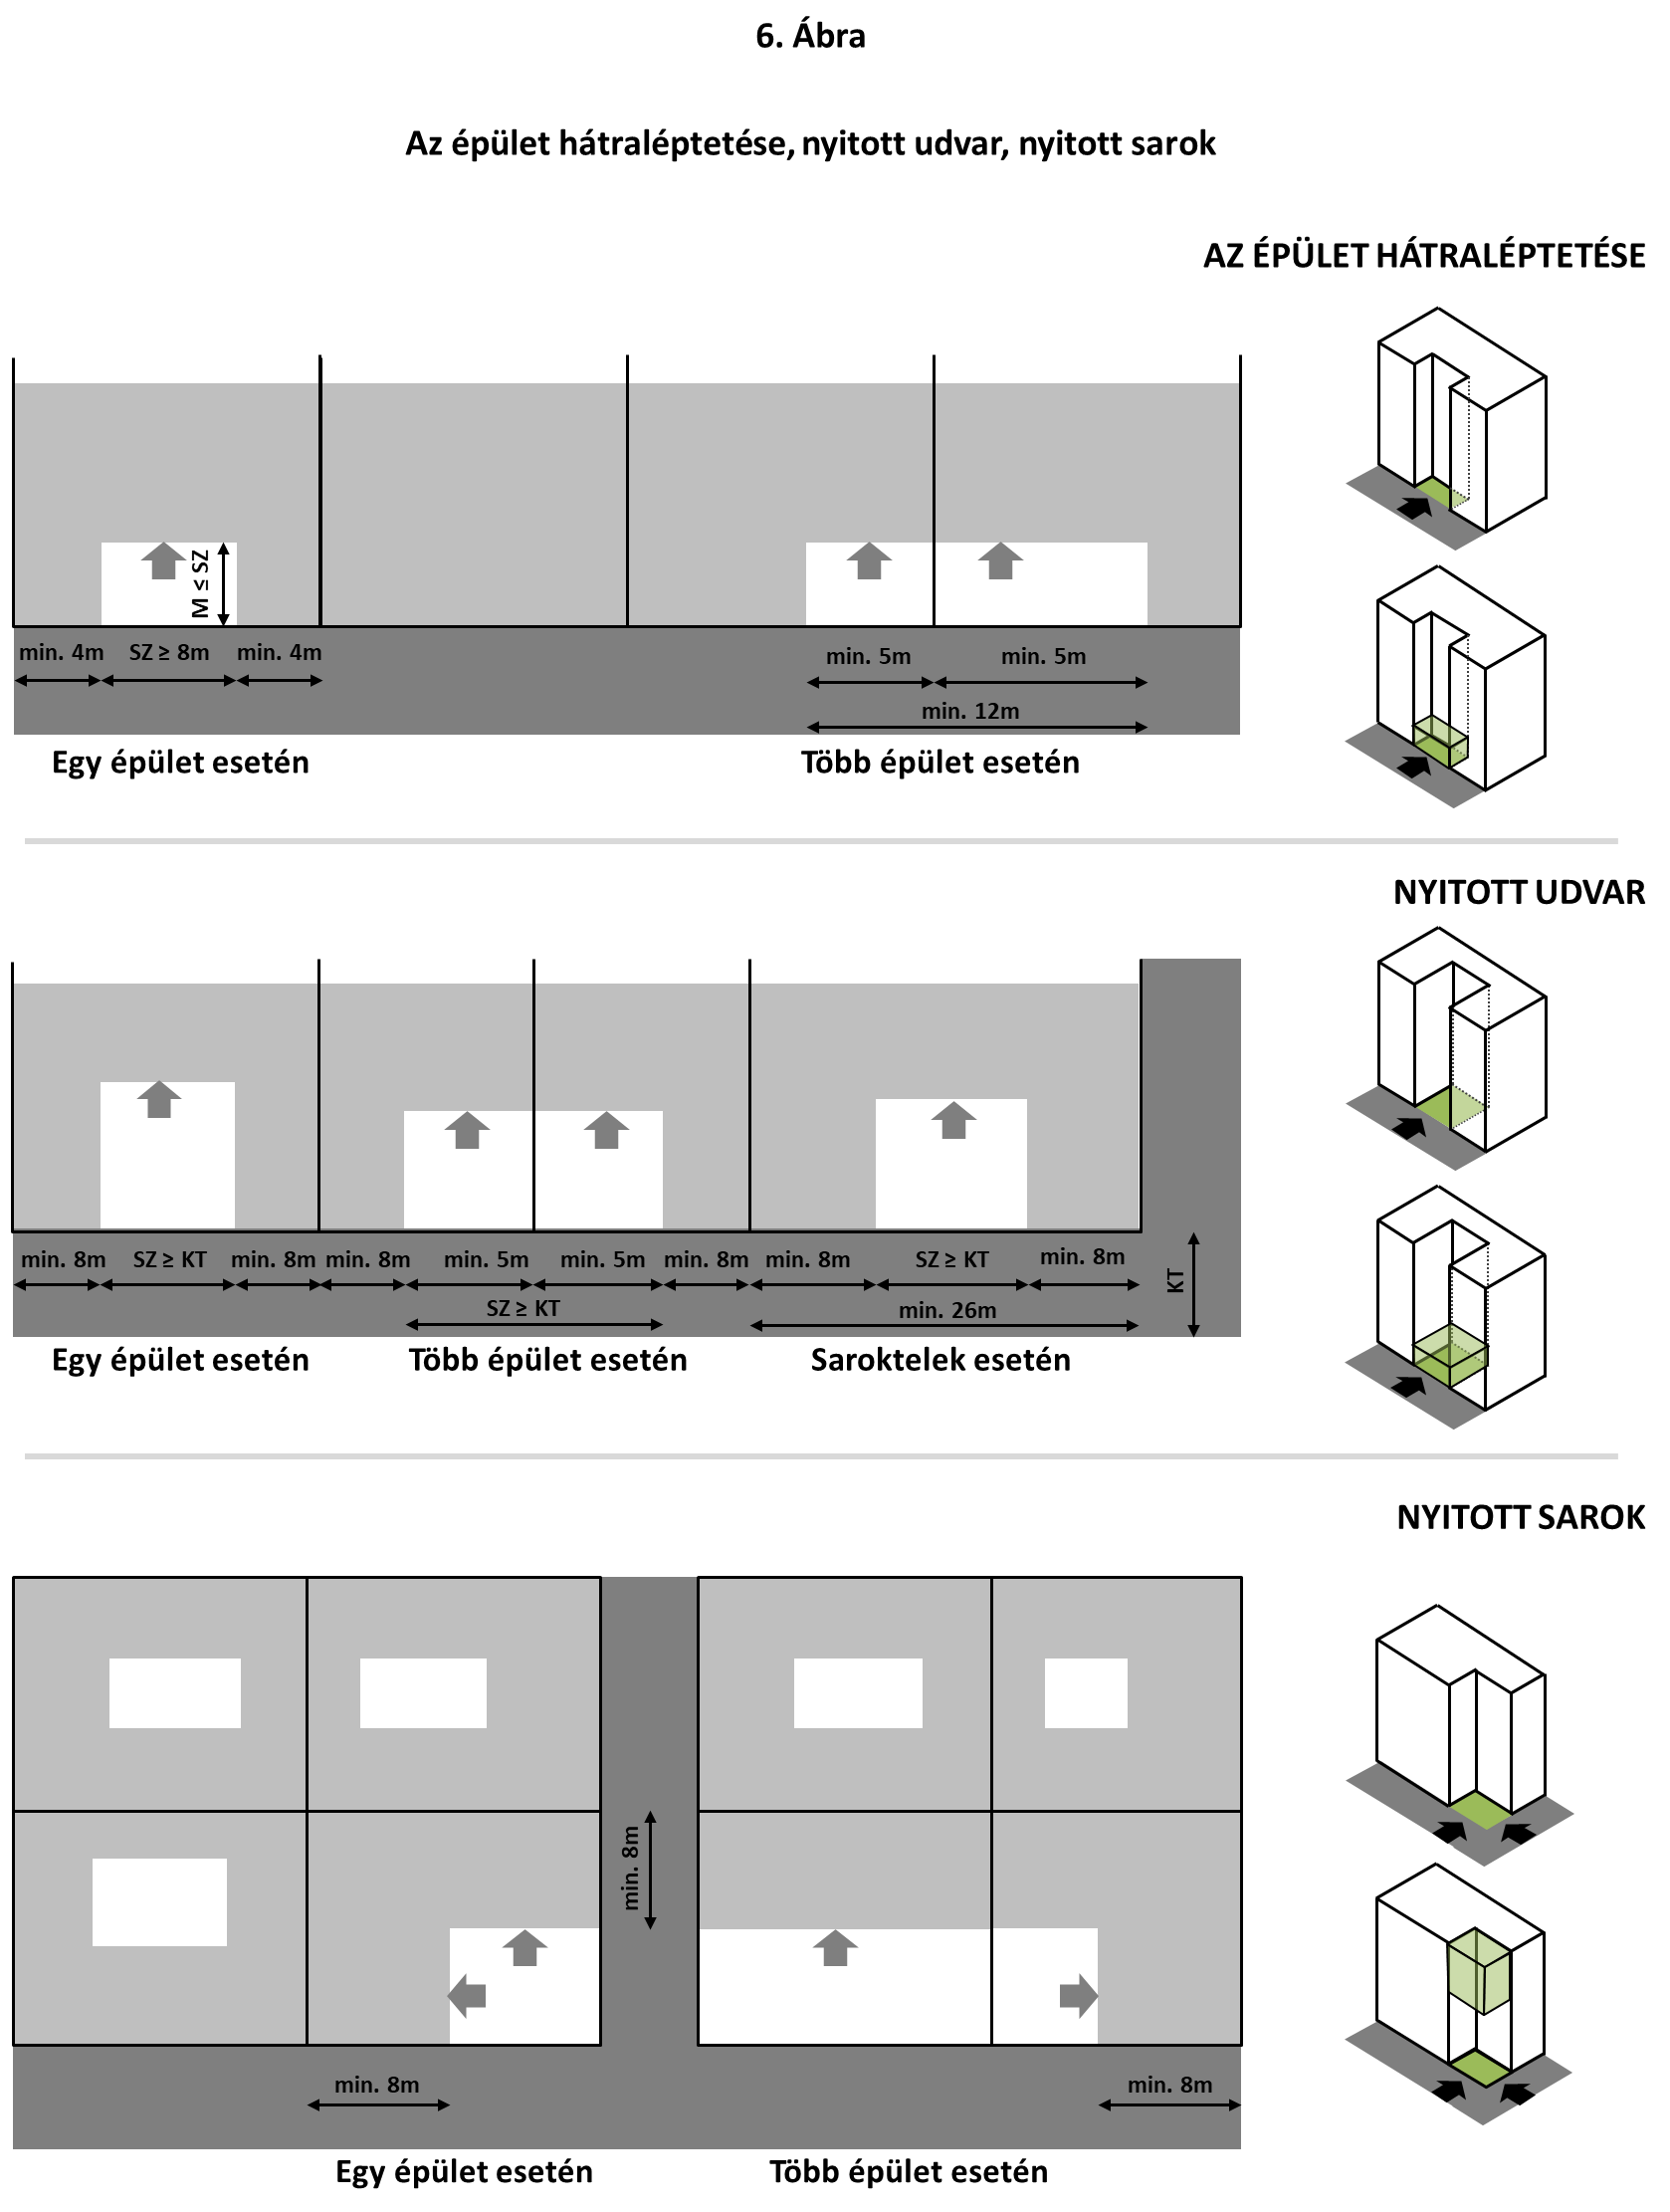 6. Ábra
Az épület hátraléptetése, nyitott udvar, nyitott sarok
AZ ÉPÜLET HÁTRALÉPTETÉSE
M ≤ SZ
min. 4m
SZ ≥ 8m
min. 4m
min. 5m
min. 5m
min. 12m
Egy épület esetén
Több épület esetén
NYITOTT UDVAR
min. 8m
SZ ≥ KT
min. 8m
min. 8m
min. 5m
min. 5m
min. 8m
min. 8m
SZ ≥ KT
min. 8m
KT
SZ ≥ KT
min. 26m
Egy épület esetén
Több épület esetén
Saroktelek esetén
NYITOTT SAROK
min. 8m
min. 8m
min. 8m
Egy épület esetén
Több épület esetén